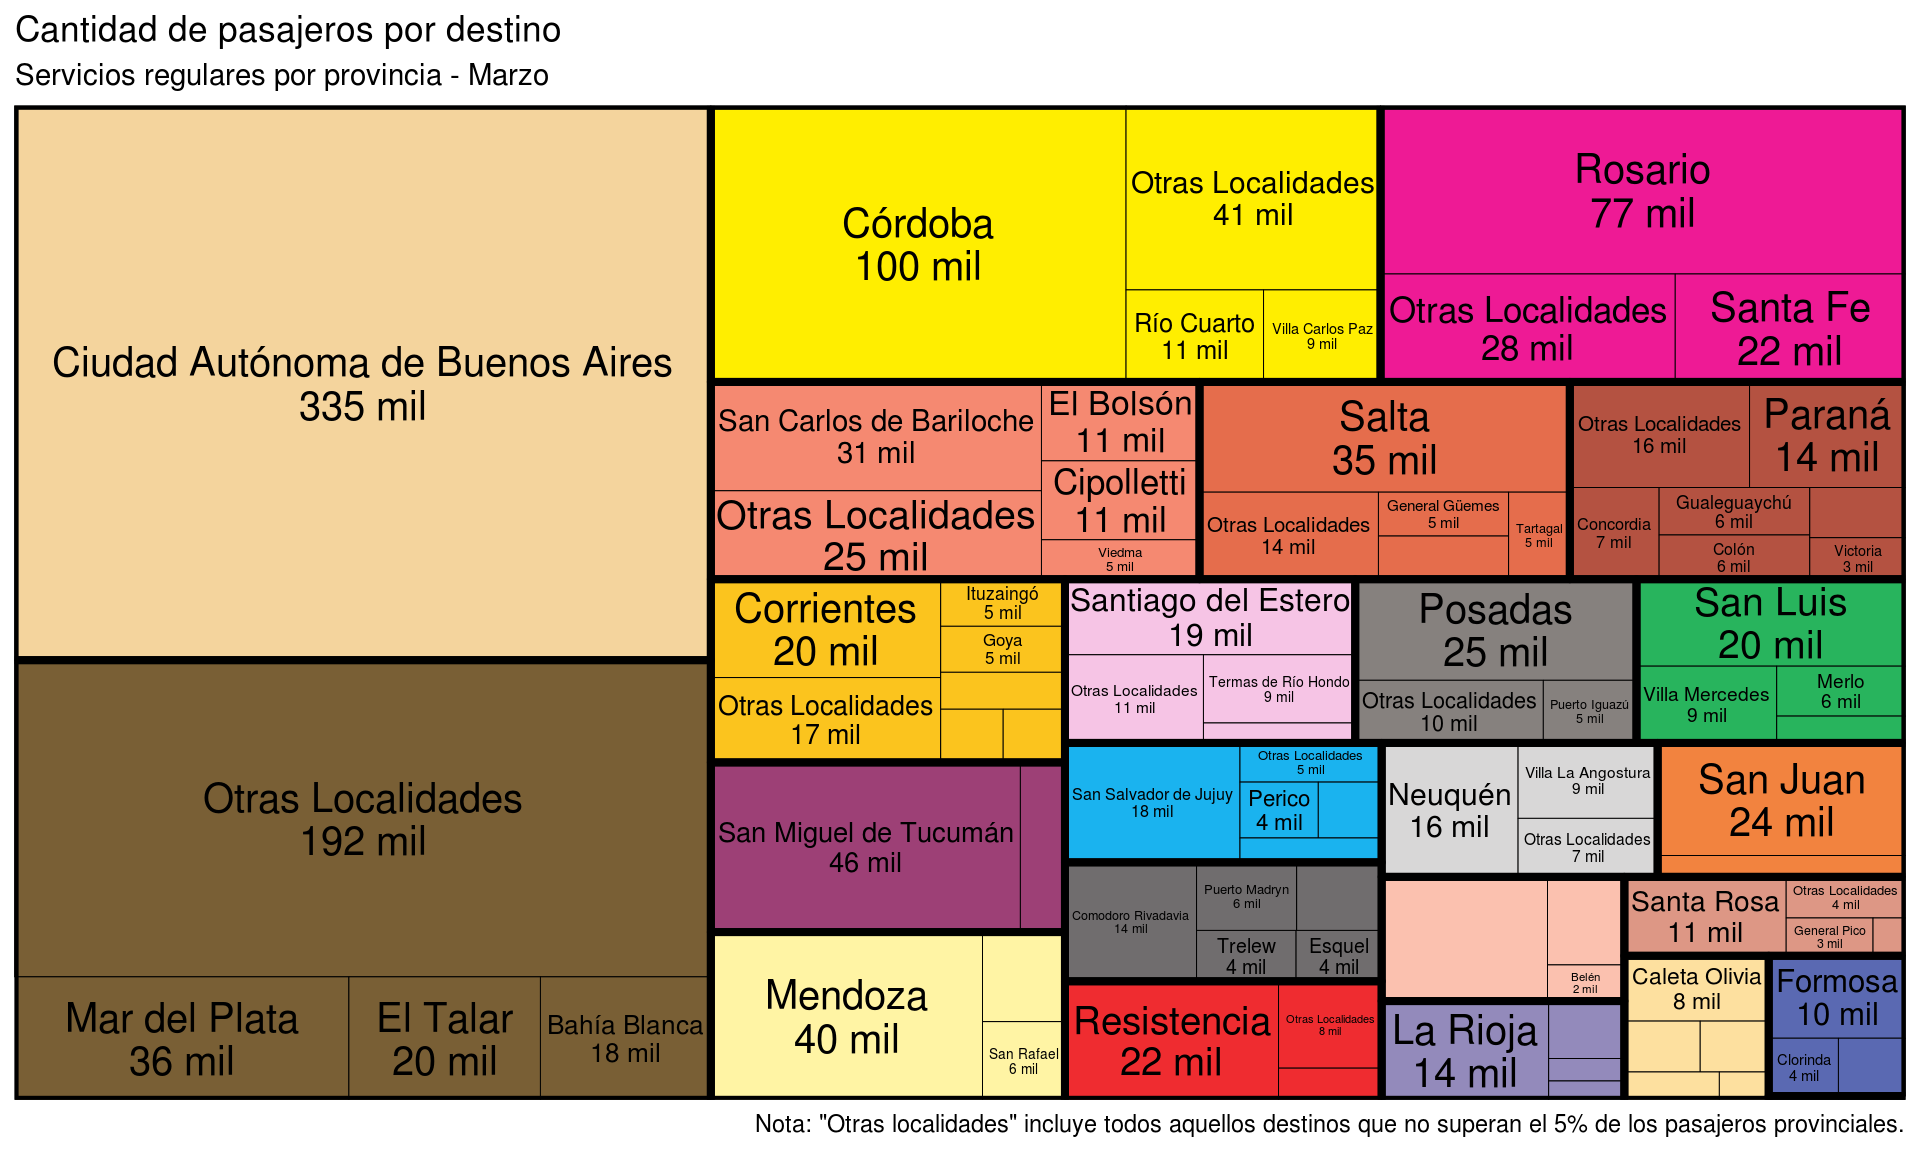 Cantidad de pasajeros por destino
Servicios regulares por provincia - Marzo
Ciudad Autónoma de Buenos Aires
335 mil
Otras Localidades
192 mil
Mar del Plata
36 mil
El Talar
20 mil
Bahía Blanca
18 mil
Córdoba
100 mil
Otras Localidades
41 mil
Río Cuarto
11 mil
Villa Carlos Paz
9 mil
Rosario
77 mil
Otras Localidades
28 mil
Santa Fe
22 mil
San Carlos de Bariloche
31 mil
Otras Localidades
25 mil
El Bolsón
11 mil
Cipolletti
11 mil
Viedma
5 mil
Salta
35 mil
Otras Localidades
14 mil
General Güemes
5 mil
Tartagal
5 mil
Otras Localidades
16 mil
Paraná
14 mil
Concordia
7 mil
Gualeguaychú
6 mil
Colón
6 mil
Victoria
3 mil
Corrientes
20 mil
Otras Localidades
17 mil
Ituzaingó
5 mil
Goya
5 mil
Santiago del Estero
19 mil
Otras Localidades
11 mil
Termas de Río Hondo
9 mil
Posadas
25 mil
Otras Localidades
10 mil
Puerto Iguazú
5 mil
San Luis
20 mil
Villa Mercedes
9 mil
Merlo
6 mil
San Miguel de Tucumán
46 mil
Mendoza
40 mil
San Rafael
6 mil
San Salvador de Jujuy
18 mil
Otras Localidades
5 mil
Perico
4 mil
Neuquén
16 mil
Villa La Angostura
9 mil
Otras Localidades
7 mil
San Juan
24 mil
Comodoro Rivadavia
14 mil
Puerto Madryn
6 mil
Trelew
4 mil
Esquel
4 mil
Resistencia
22 mil
Otras Localidades
8 mil
Belén
2 mil
La Rioja
14 mil
Santa Rosa
11 mil
Otras Localidades
4 mil
General Pico
3 mil
Caleta Olivia
8 mil
Formosa
10 mil
Clorinda
4 mil
Nota: "Otras localidades" incluye todos aquellos destinos que no superan el 5% de los pasajeros provinciales.